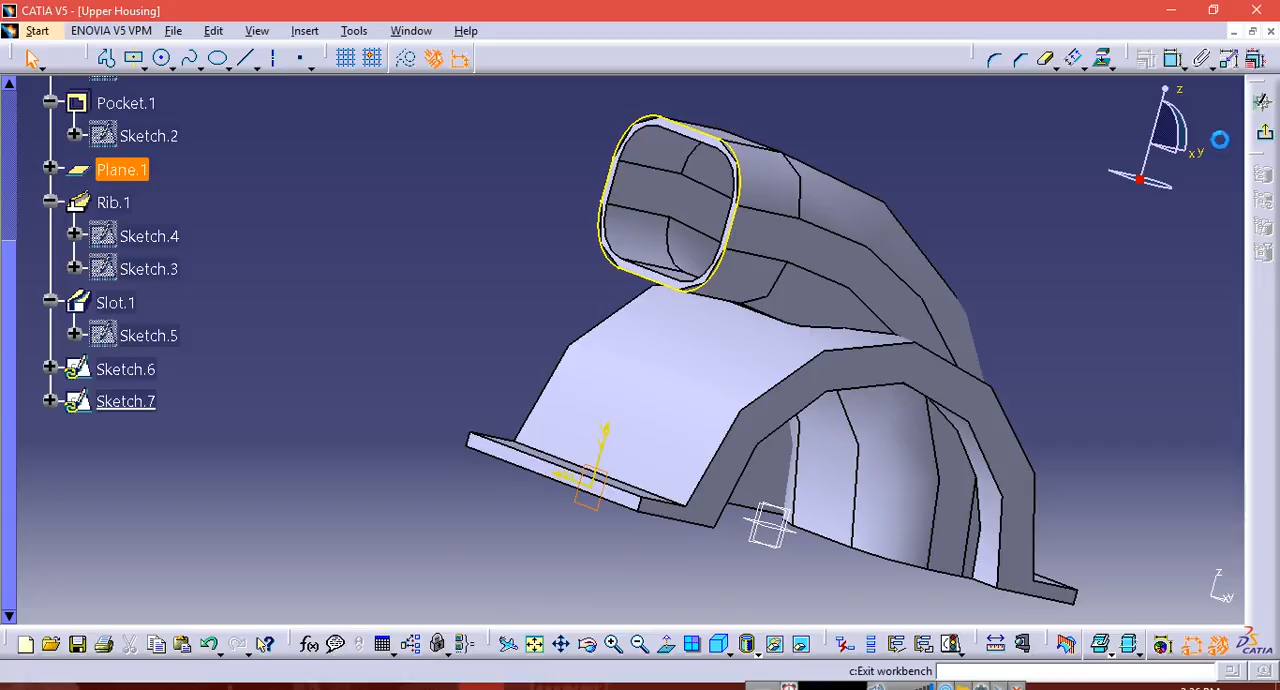 CATIA V5 - [Upper Housing]
Start ENOVIA V5 VPM File Edit View Insert Tools Window Help
Pocket.1
Sketch.2
Plane.1
Rib.1
Sketch.4
Sketch.3
Slot.1
Sketch.5
Sketch.6
Sketch.7
z
x y
z
f(x)
CATIA
c:Exit workbench